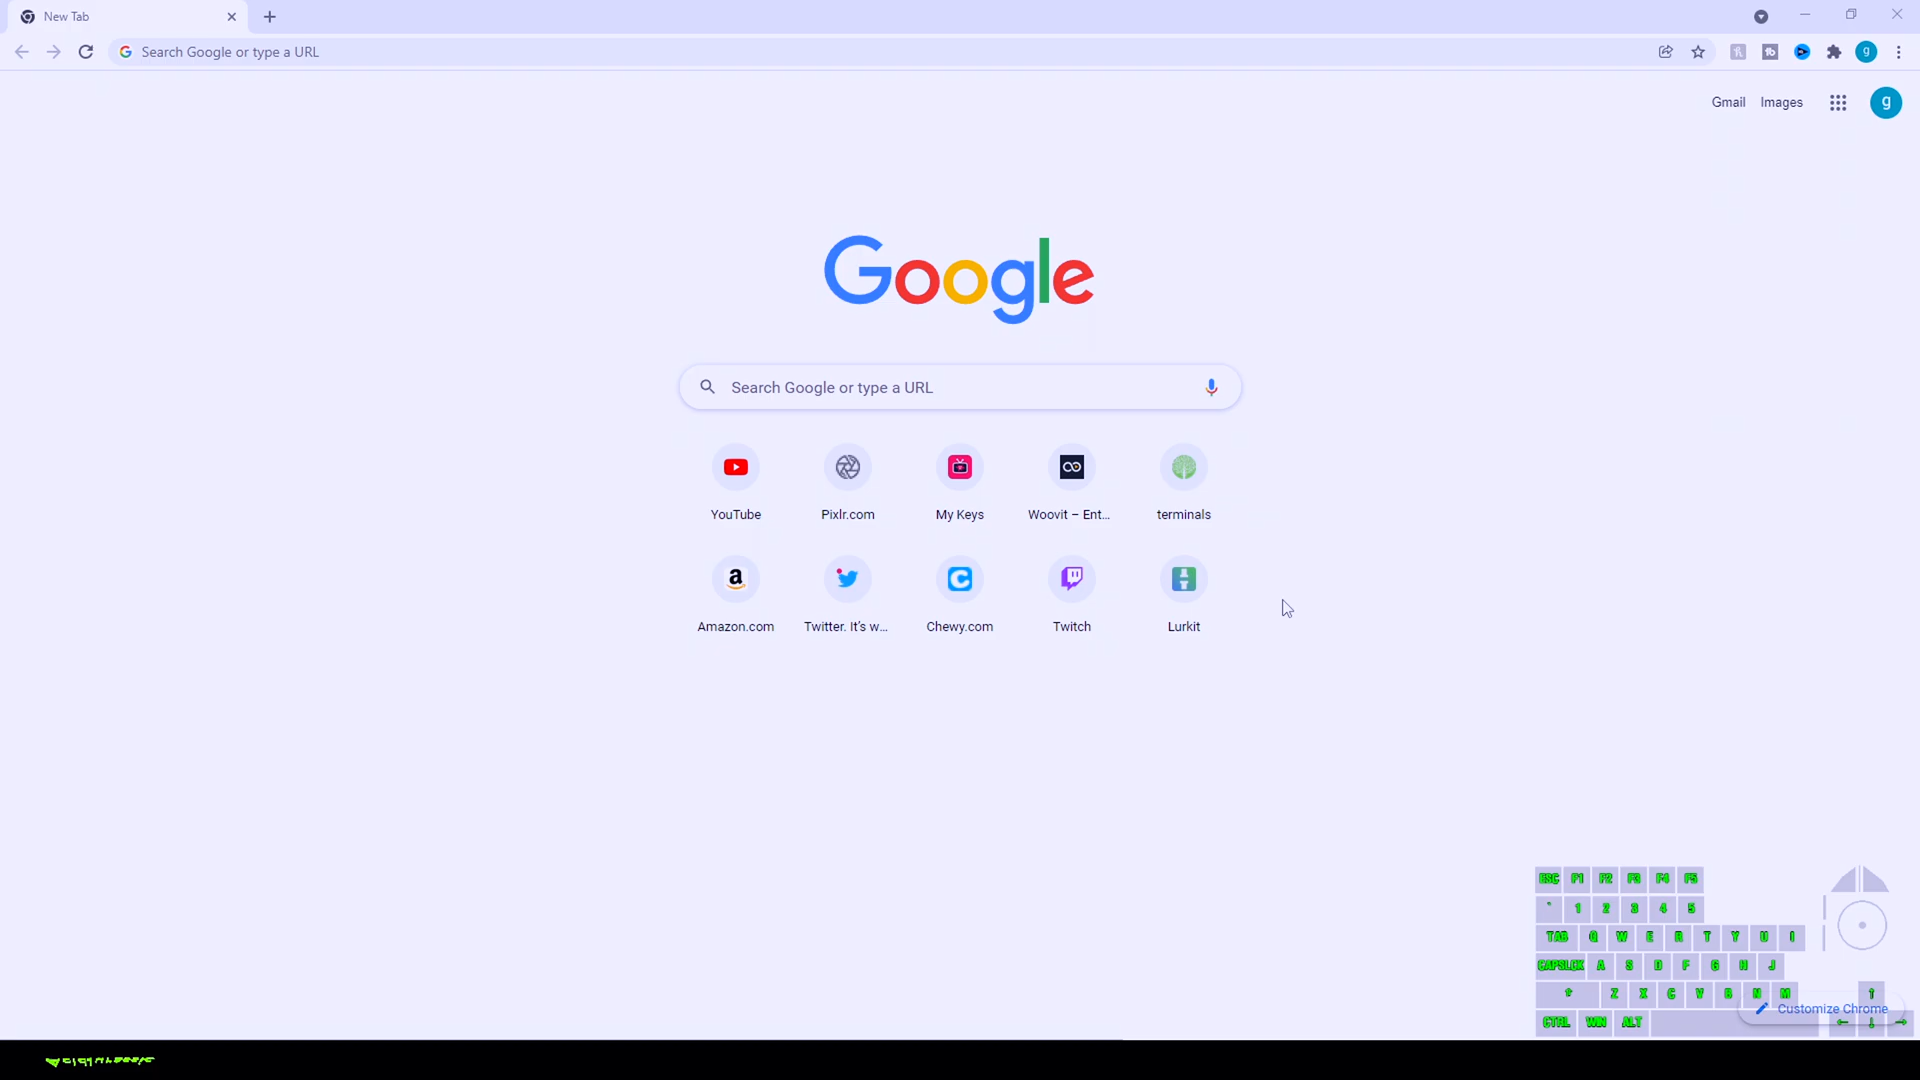 New Tab
Search Google or type a URL
g
Gmail Images
g
Google
Search Google or type a URL
YouTube Pixlr.com My Keys Woovit – Ent... terminals
Amazon.com Twitter. It's w... Chewy.com Twitch Lurkit
ESC F1 F2 F3 F4 F5
` 1 2 3 4 5
TAB Q W E R T Y U I
CAPSLCK A S D F G H J
Z X C V B N M
Customize Chrome
CTRL WIN ALT